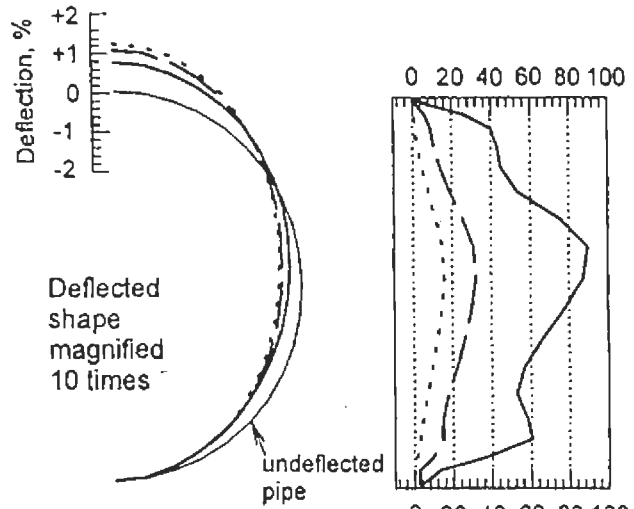 Deflection, %
+2
+1
0
-1
-2
Deflected
shape
magnified
10 times
undeflected
pipe
0 20 40 60 80 100
0 20 40 60 80 100